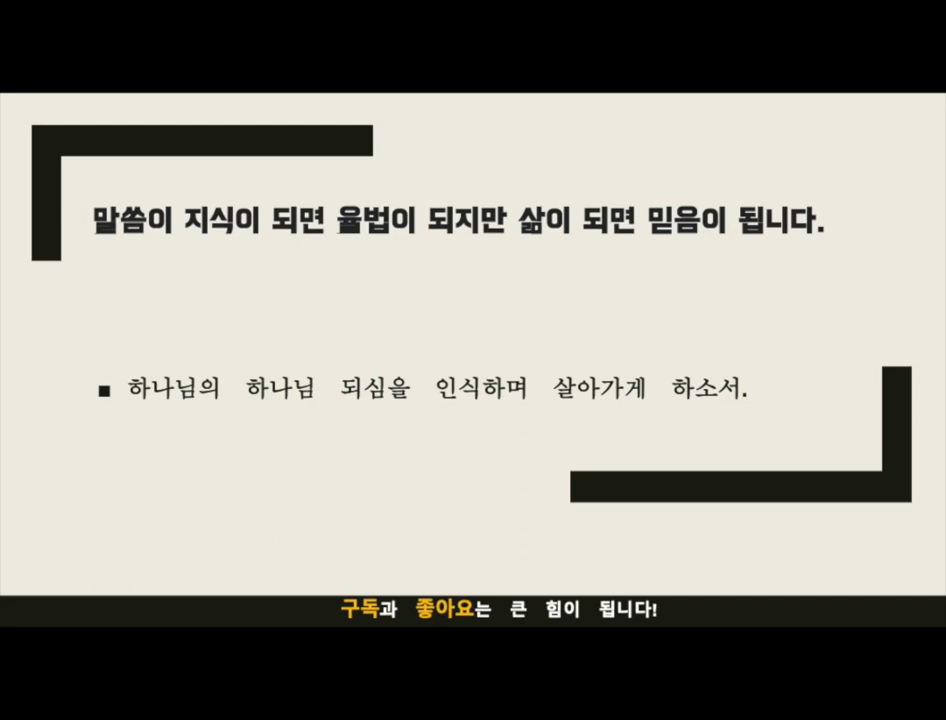 말씀이 지식이 되면 율법이 되지만 삶이 되면 믿음이 됩니다.
■ 하나님의 하나님 되심을 인식하며 살아가게 하소서.
구독과 좋아요는 큰 힘이 됩니다!